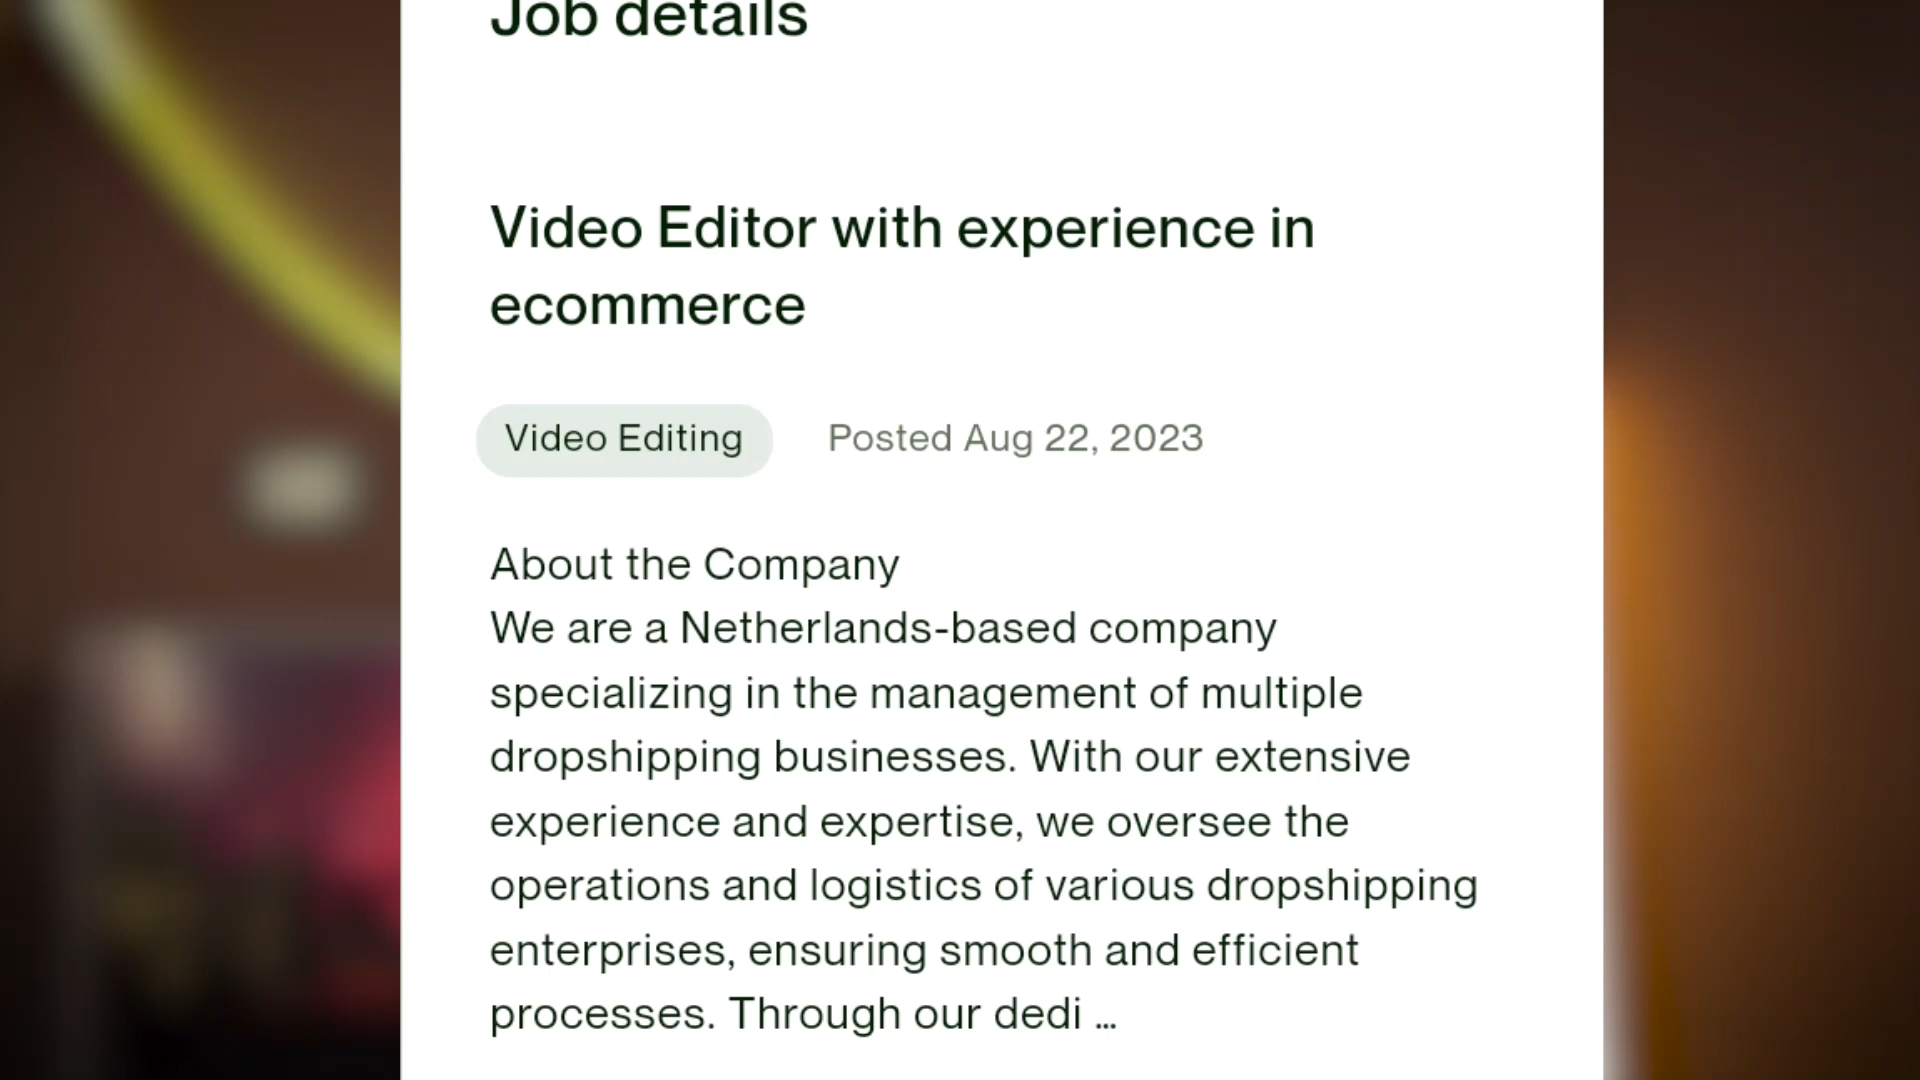 Job details
Video Editor with experience in
ecommerce
Video Editing
Posted Aug 22, 2023
About the Company
We are a Netherlands-based company
specializing in the management of multiple
dropshipping businesses. With our extensive
experience and expertise, we oversee the
operations and logistics of various dropshipping
enterprises, ensuring smooth and efficient
processes. Through our dedi ...